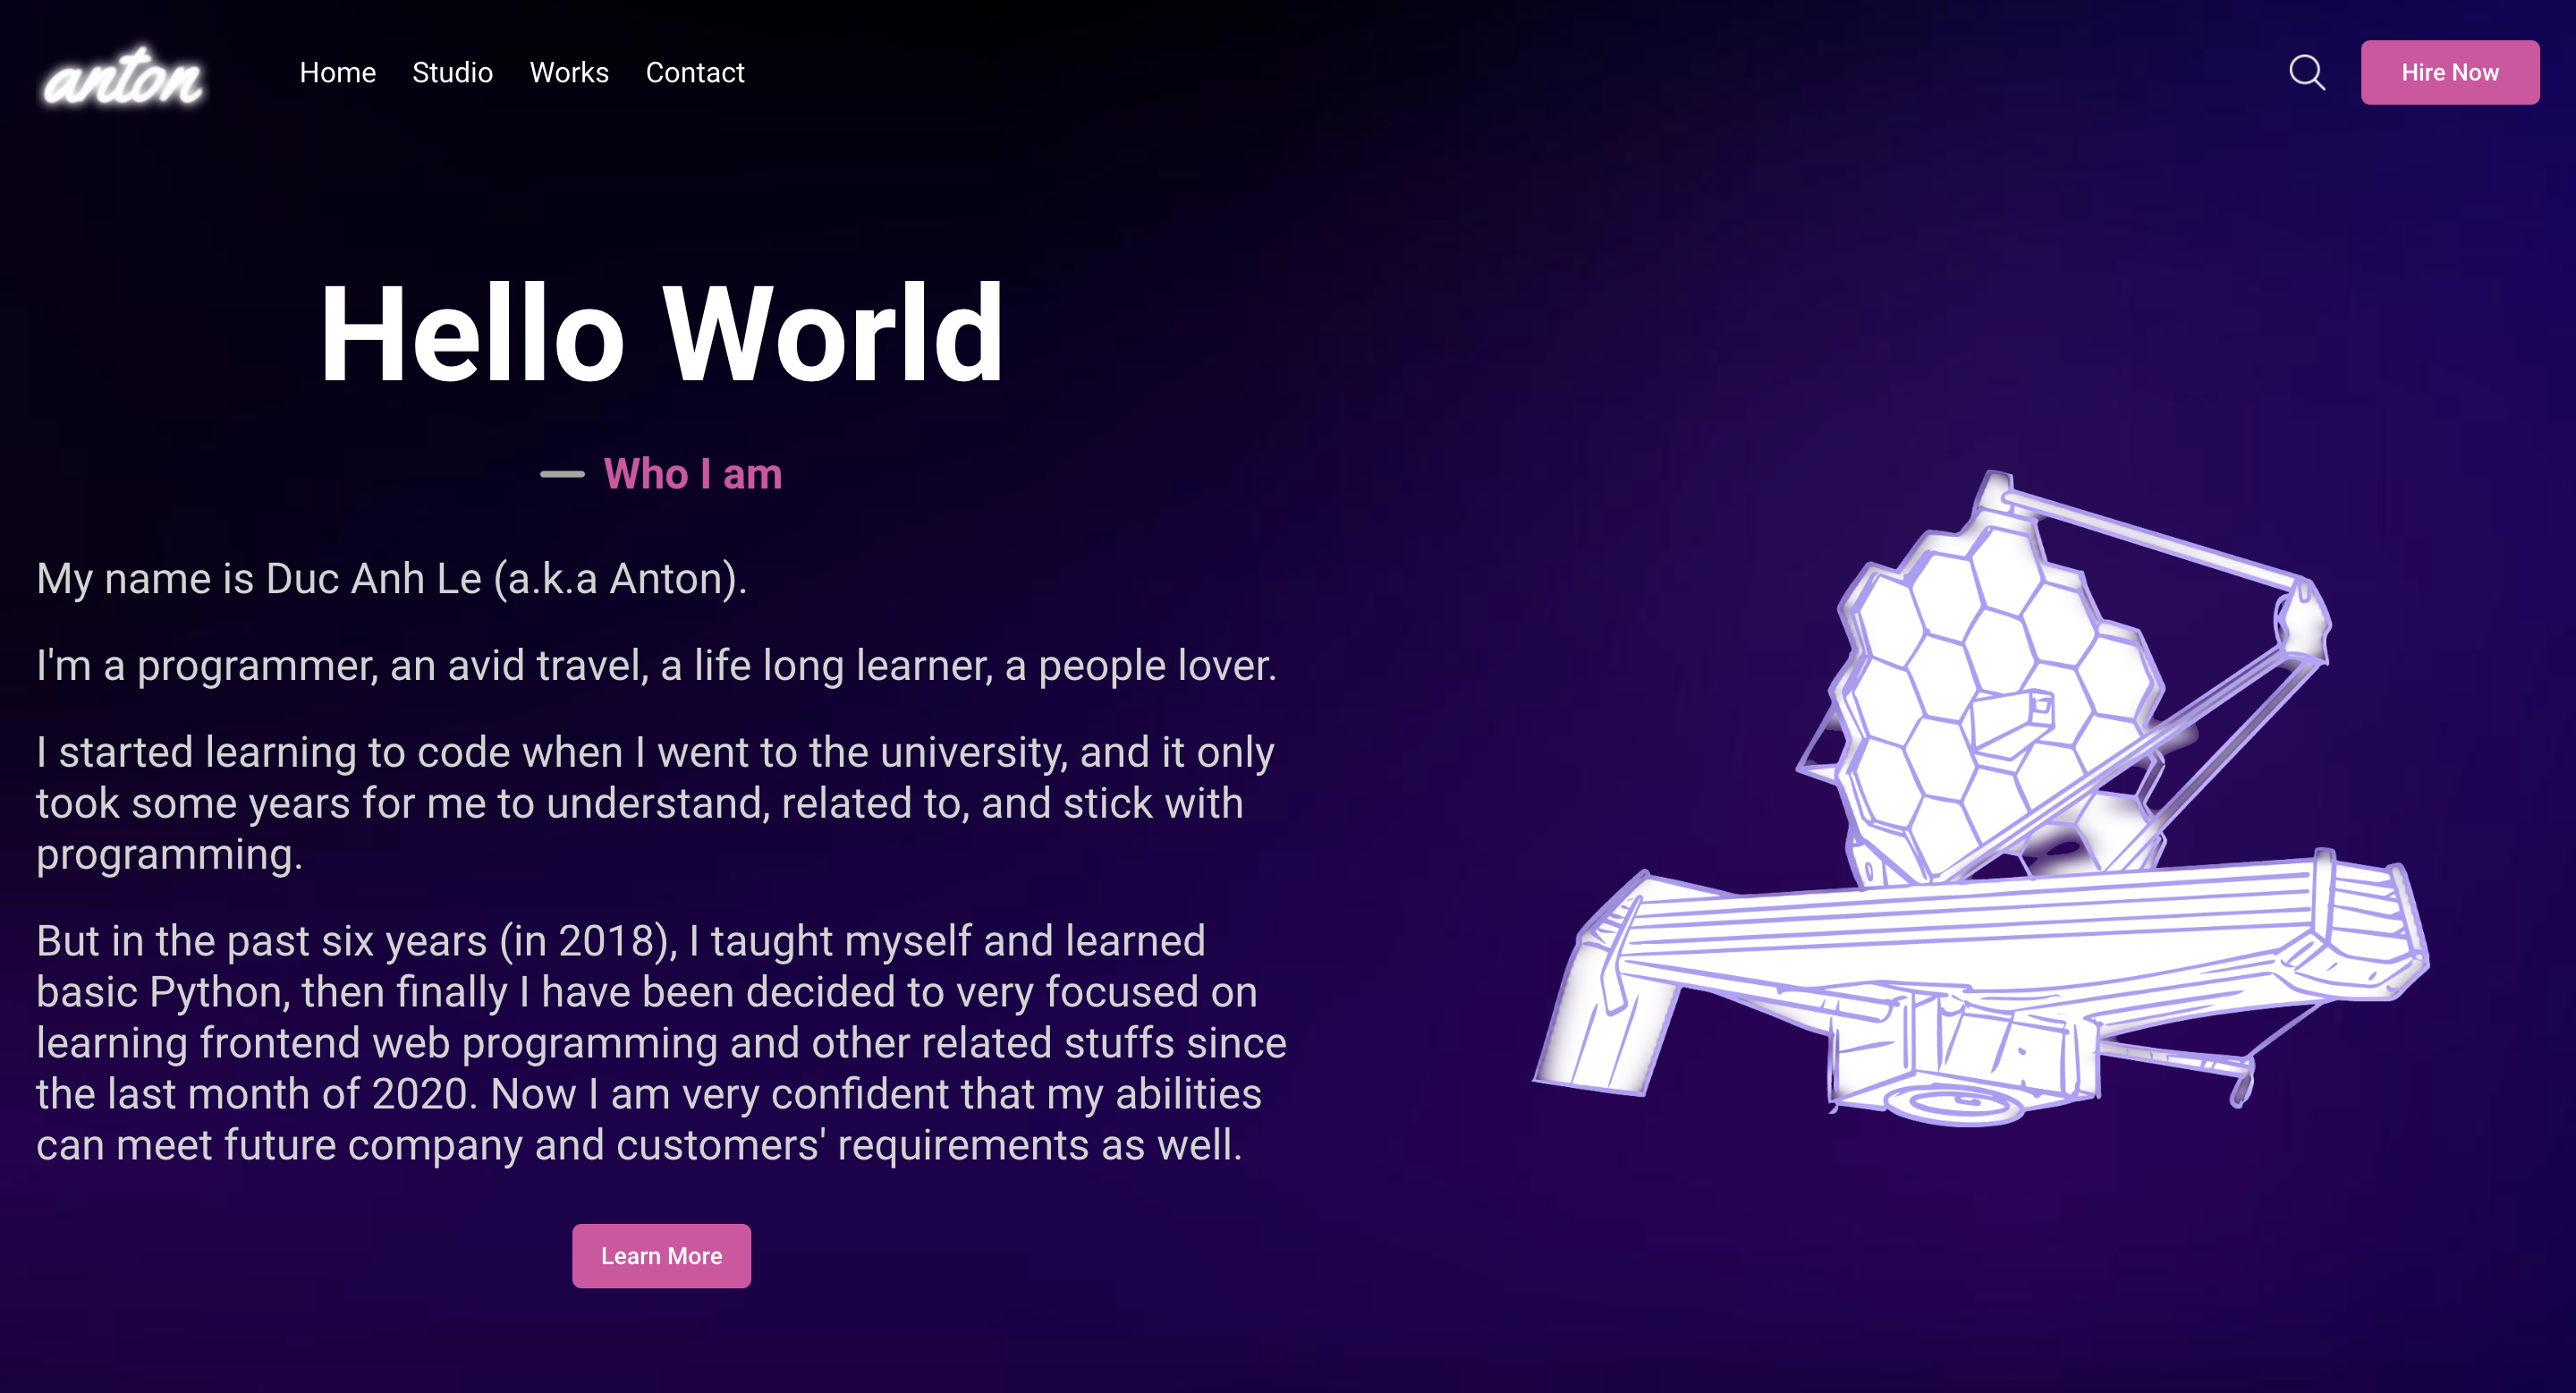 anton
Home
Studio
Works
Contact
Hire Now
Hello World
Who I am
My name is Duc Anh Le (a.k.a Anton).
I'm a programmer, an avid travel, a life long learner, a people lover.
I started learning to code when I went to the university, and it only
took some years for me to understand, related to, and stick with
programming.
But in the past six years (in 2018), I taught myself and learned
basic Python, then finally I have been decided to very focused on
learning frontend web programming and other related stuffs since
the last month of 2020. Now I am very confident that my abilities
can meet future company and customers' requirements as well.
Learn More